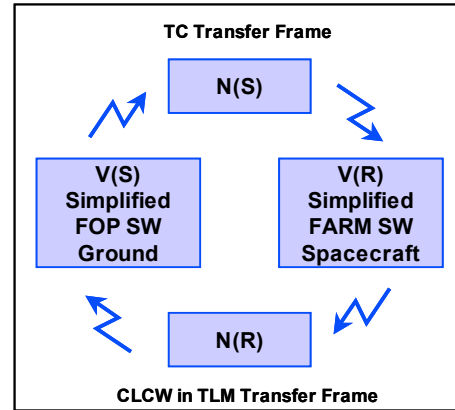 TC Transfer Frame
N(S)
V(S)
Simplified
FOP SW
Ground
V(R)
Simplified
FARM SW
Spacecraft
N(R)
CLCW in TLM Transfer Frame